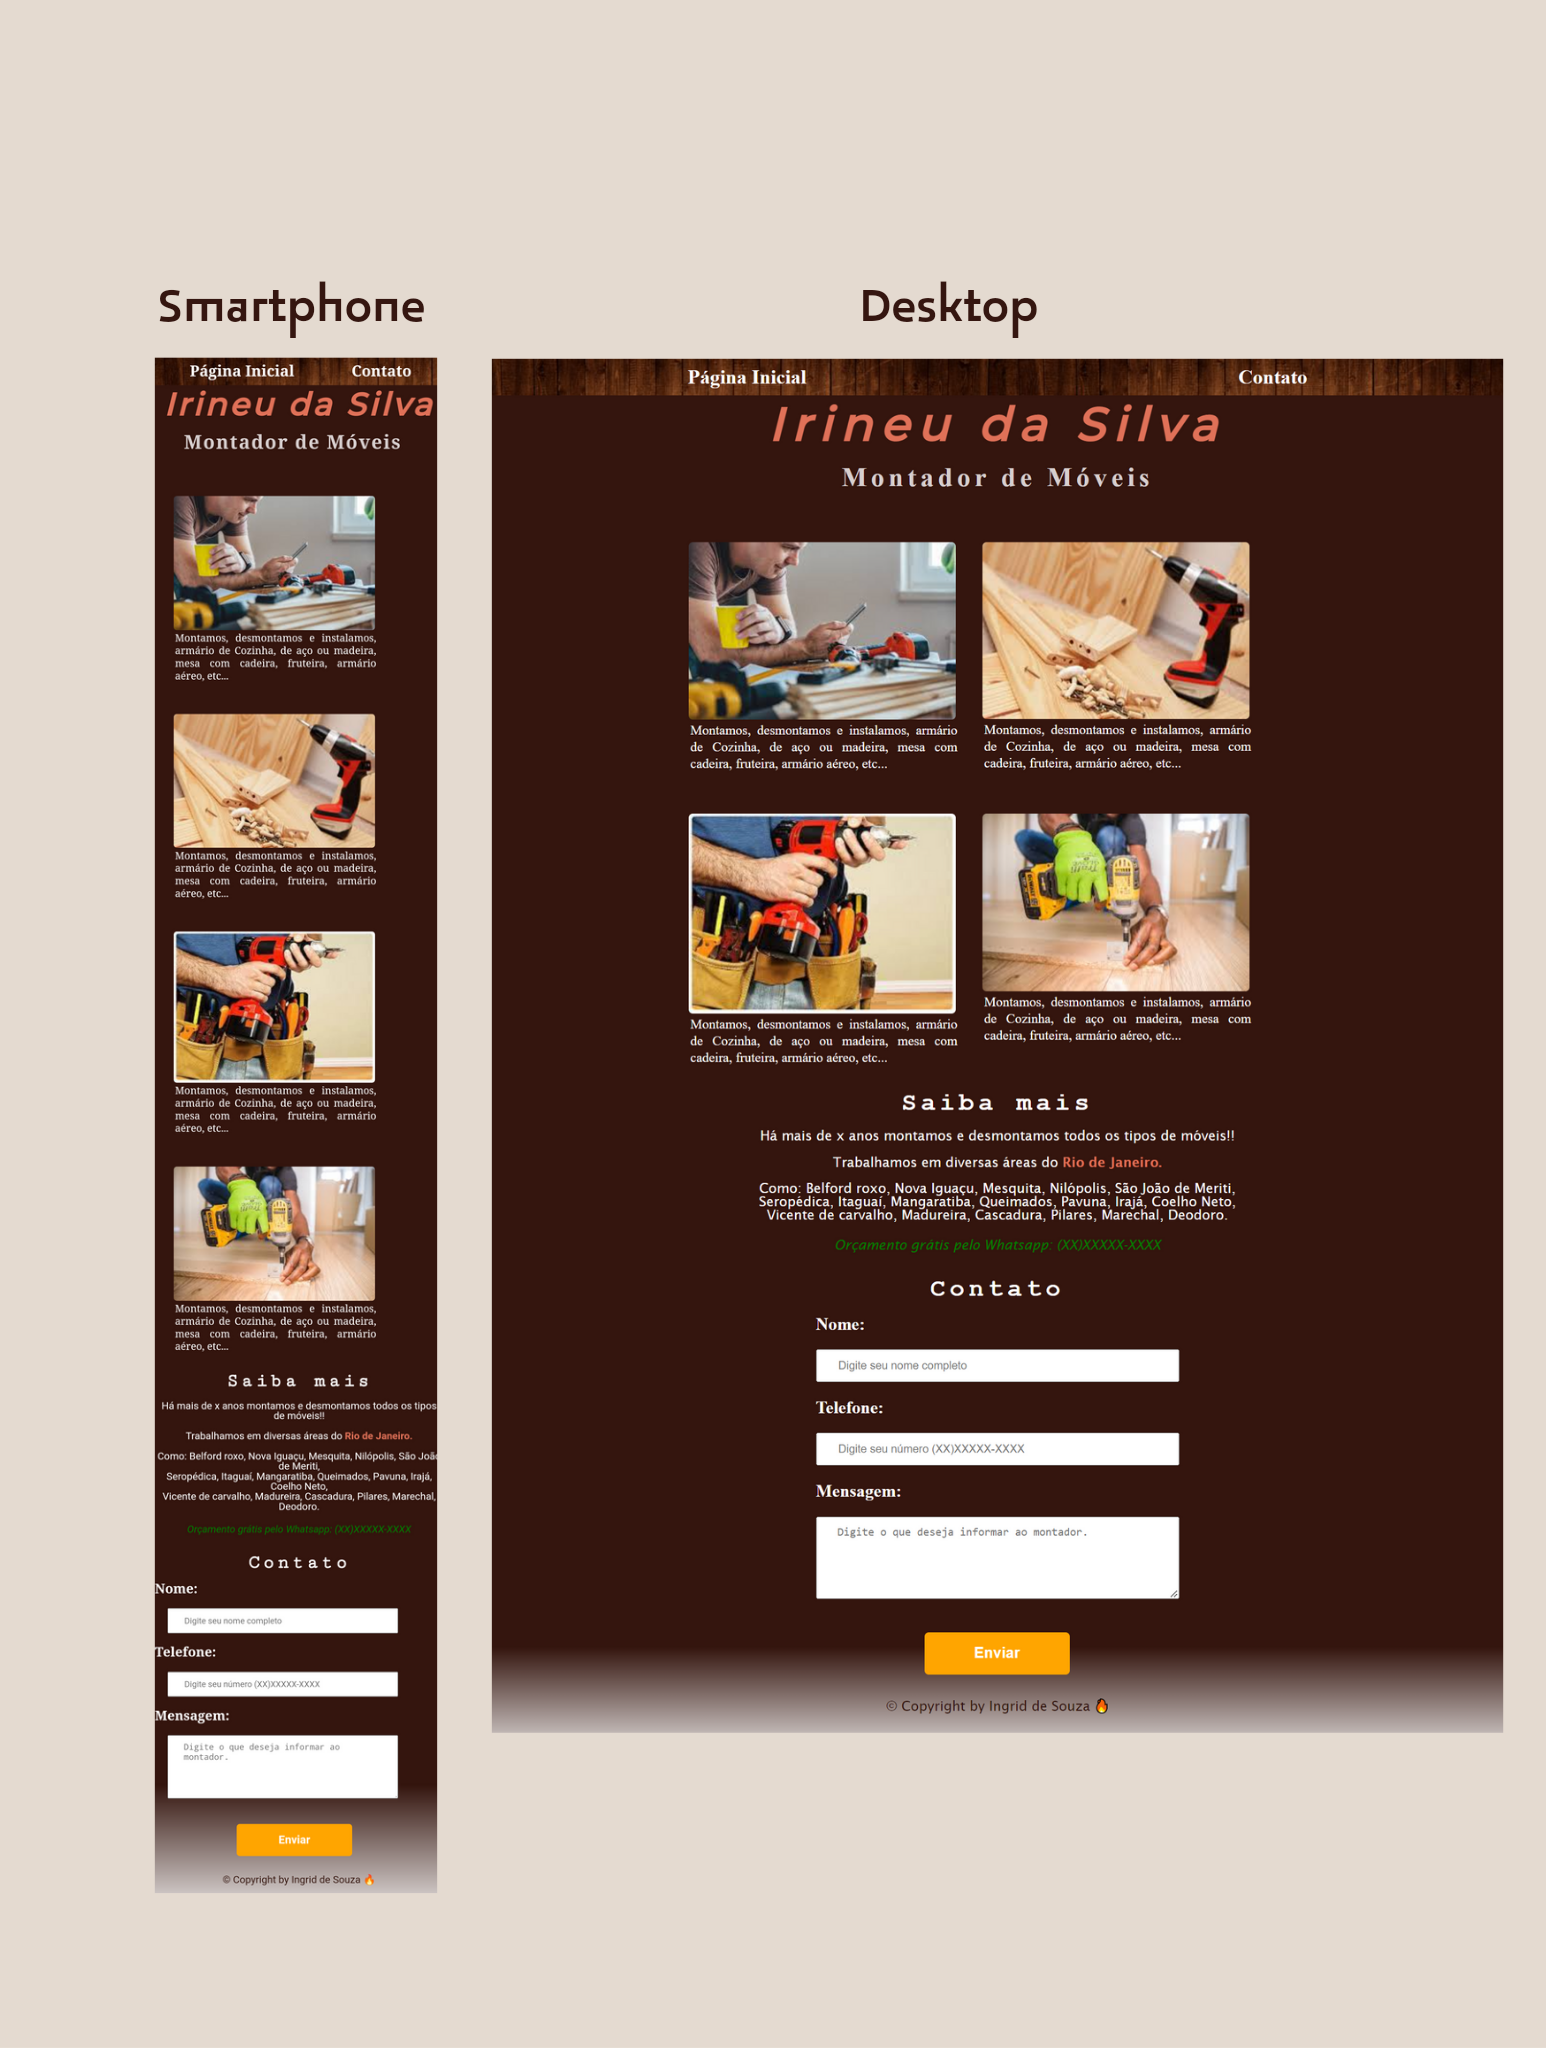 Smartphone
Página Inicial Contato
Irineu da Silva
Montador de Móveis
Montamos, desmontamos e instalamos,
armário de Cozinha, de aço ou madeira,
mesa com cadeira, fruteira, armário
aéreo, etc...
Montamos, desmontamos e instalamos,
armário de Cozinha, de aço ou madeira,
mesa com cadeira, fruteira, armário
aéreo, etc...
Montamos, desmontamos e instalamos,
armário de Cozinha, de aço ou madeira,
mesa com cadeira, fruteira, armário
aéreo, etc...
Montamos, desmontamos e instalamos,
armário de Cozinha, de aço ou madeira,
mesa com cadeira, fruteira, armário
aéreo, etc...
Saiba mais
Há mais de x anos montamos e desmontamos todos os tipos
de móveis!!
Trabalhamos em diversas áreas do Rio de Janeiro.
Como: Belford roxo, Nova Iguaçu, Mesquita, Nilópolis, São João
de Meriti,
Seropédica, Itaguaí, Mangaratiba, Queimados, Pavuna, Irajá,
Coelho Neto,
Vicente de carvalho, Madureira, Cascadura, Pilares, Marechal,
Deodoro.
Orçamento grátis pelo Whatsapp: (XX)XXXXX-XXXX
Contato
Nome:
Digite seu nome completo
Telefone:
Digite seu número (XX)XXXXX-XXXX
Mensagem:
Digite o que deseja informar ao
montador.
Enviar
© Copyright by Ingrid de Souza 🔥
Desktop
Página Inicial Contato
Irineu da Silva
Montador de Móveis
Montamos, desmontamos e instalamos, armário
de Cozinha, de aço ou madeira, mesa com
cadeira, fruteira, armário aéreo, etc...
Montamos, desmontamos e instalamos, armário
de Cozinha, de aço ou madeira, mesa com
cadeira, fruteira, armário aéreo, etc...
Montamos, desmontamos e instalamos, armário
de Cozinha, de aço ou madeira, mesa com
cadeira, fruteira, armário aéreo, etc...
Montamos, desmontamos e instalamos, armário
de Cozinha, de aço ou madeira, mesa com
cadeira, fruteira, armário aéreo, etc...
Saiba mais
Há mais de x anos montamos e desmontamos todos os tipos de móveis!!
Trabalhamos em diversas áreas do Rio de Janeiro.
Como: Belford roxo, Nova Iguaçu, Mesquita, Nilópolis, São João de Meriti,
Seropédica, Itaguaí, Mangaratiba, Queimados, Pavuna, Irajá, Coelho Neto,
Vicente de carvalho, Madureira, Cascadura, Pilares, Marechal, Deodoro.
Orçamento grátis pelo Whatsapp: (XX)XXXXX-XXXX
Contato
Nome:
Digite seu nome completo
Telefone:
Digite seu número (XX)XXXXX-XXXX
Mensagem:
Digite o que deseja informar ao montador.
Enviar
© Copyright by Ingrid de Souza 🔥